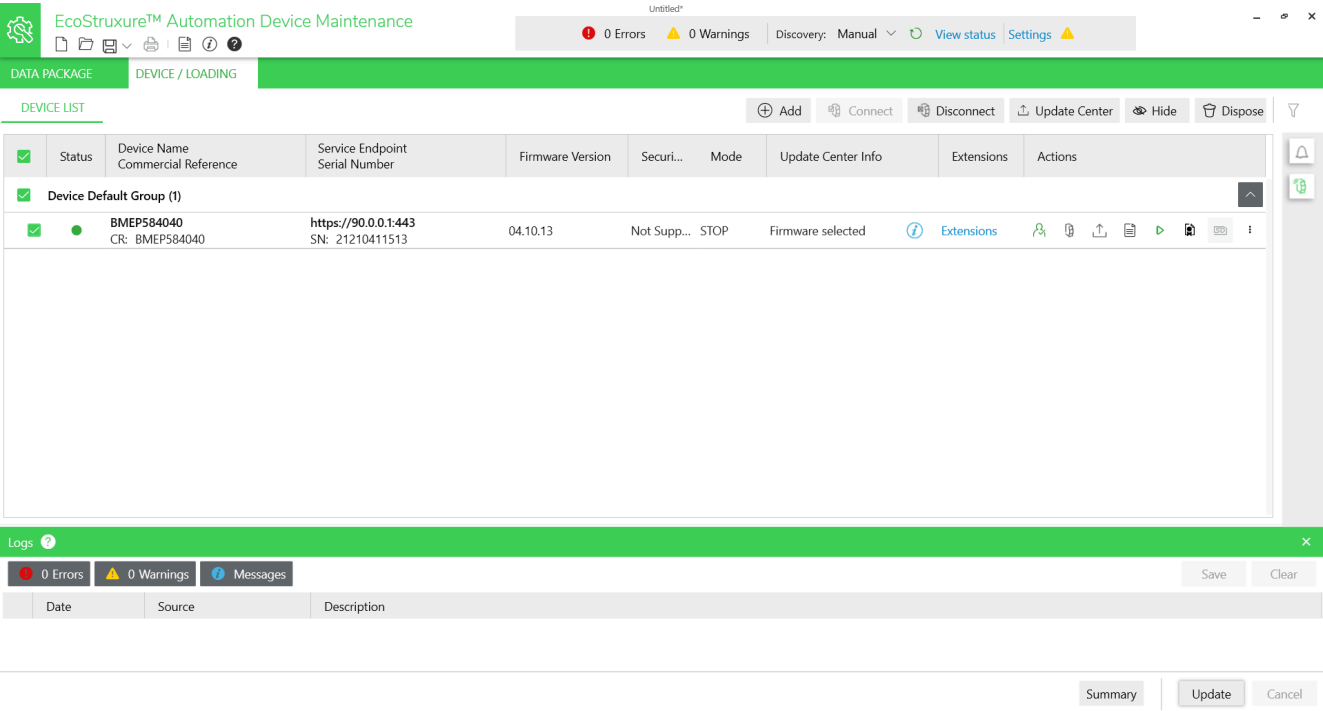 Untitled*
EcoStruxure™ Automation Device Maintenance
0 Errors 0 Warnings Discovery: Manual View status Settings
DATA PACKAGE DEVICE / LOADING
DEVICE LIST
Add Connect Disconnect Update Center Hide Dispose
Status Device Name Service Endpoint Firmware Version Securi... Mode Update Center Info Extensions Actions
Commercial Reference Serial Number
Device Default Group (1)
BMEP584040 https://90.0.0.1:443
CR: BMEP584040 SN: 21210411513 04.10.13 Not Supp... STOP Firmware selected Extensions
Logs
0 Errors 0 Warnings Messages Save Clear
Date Source Description
Summary Update Cancel